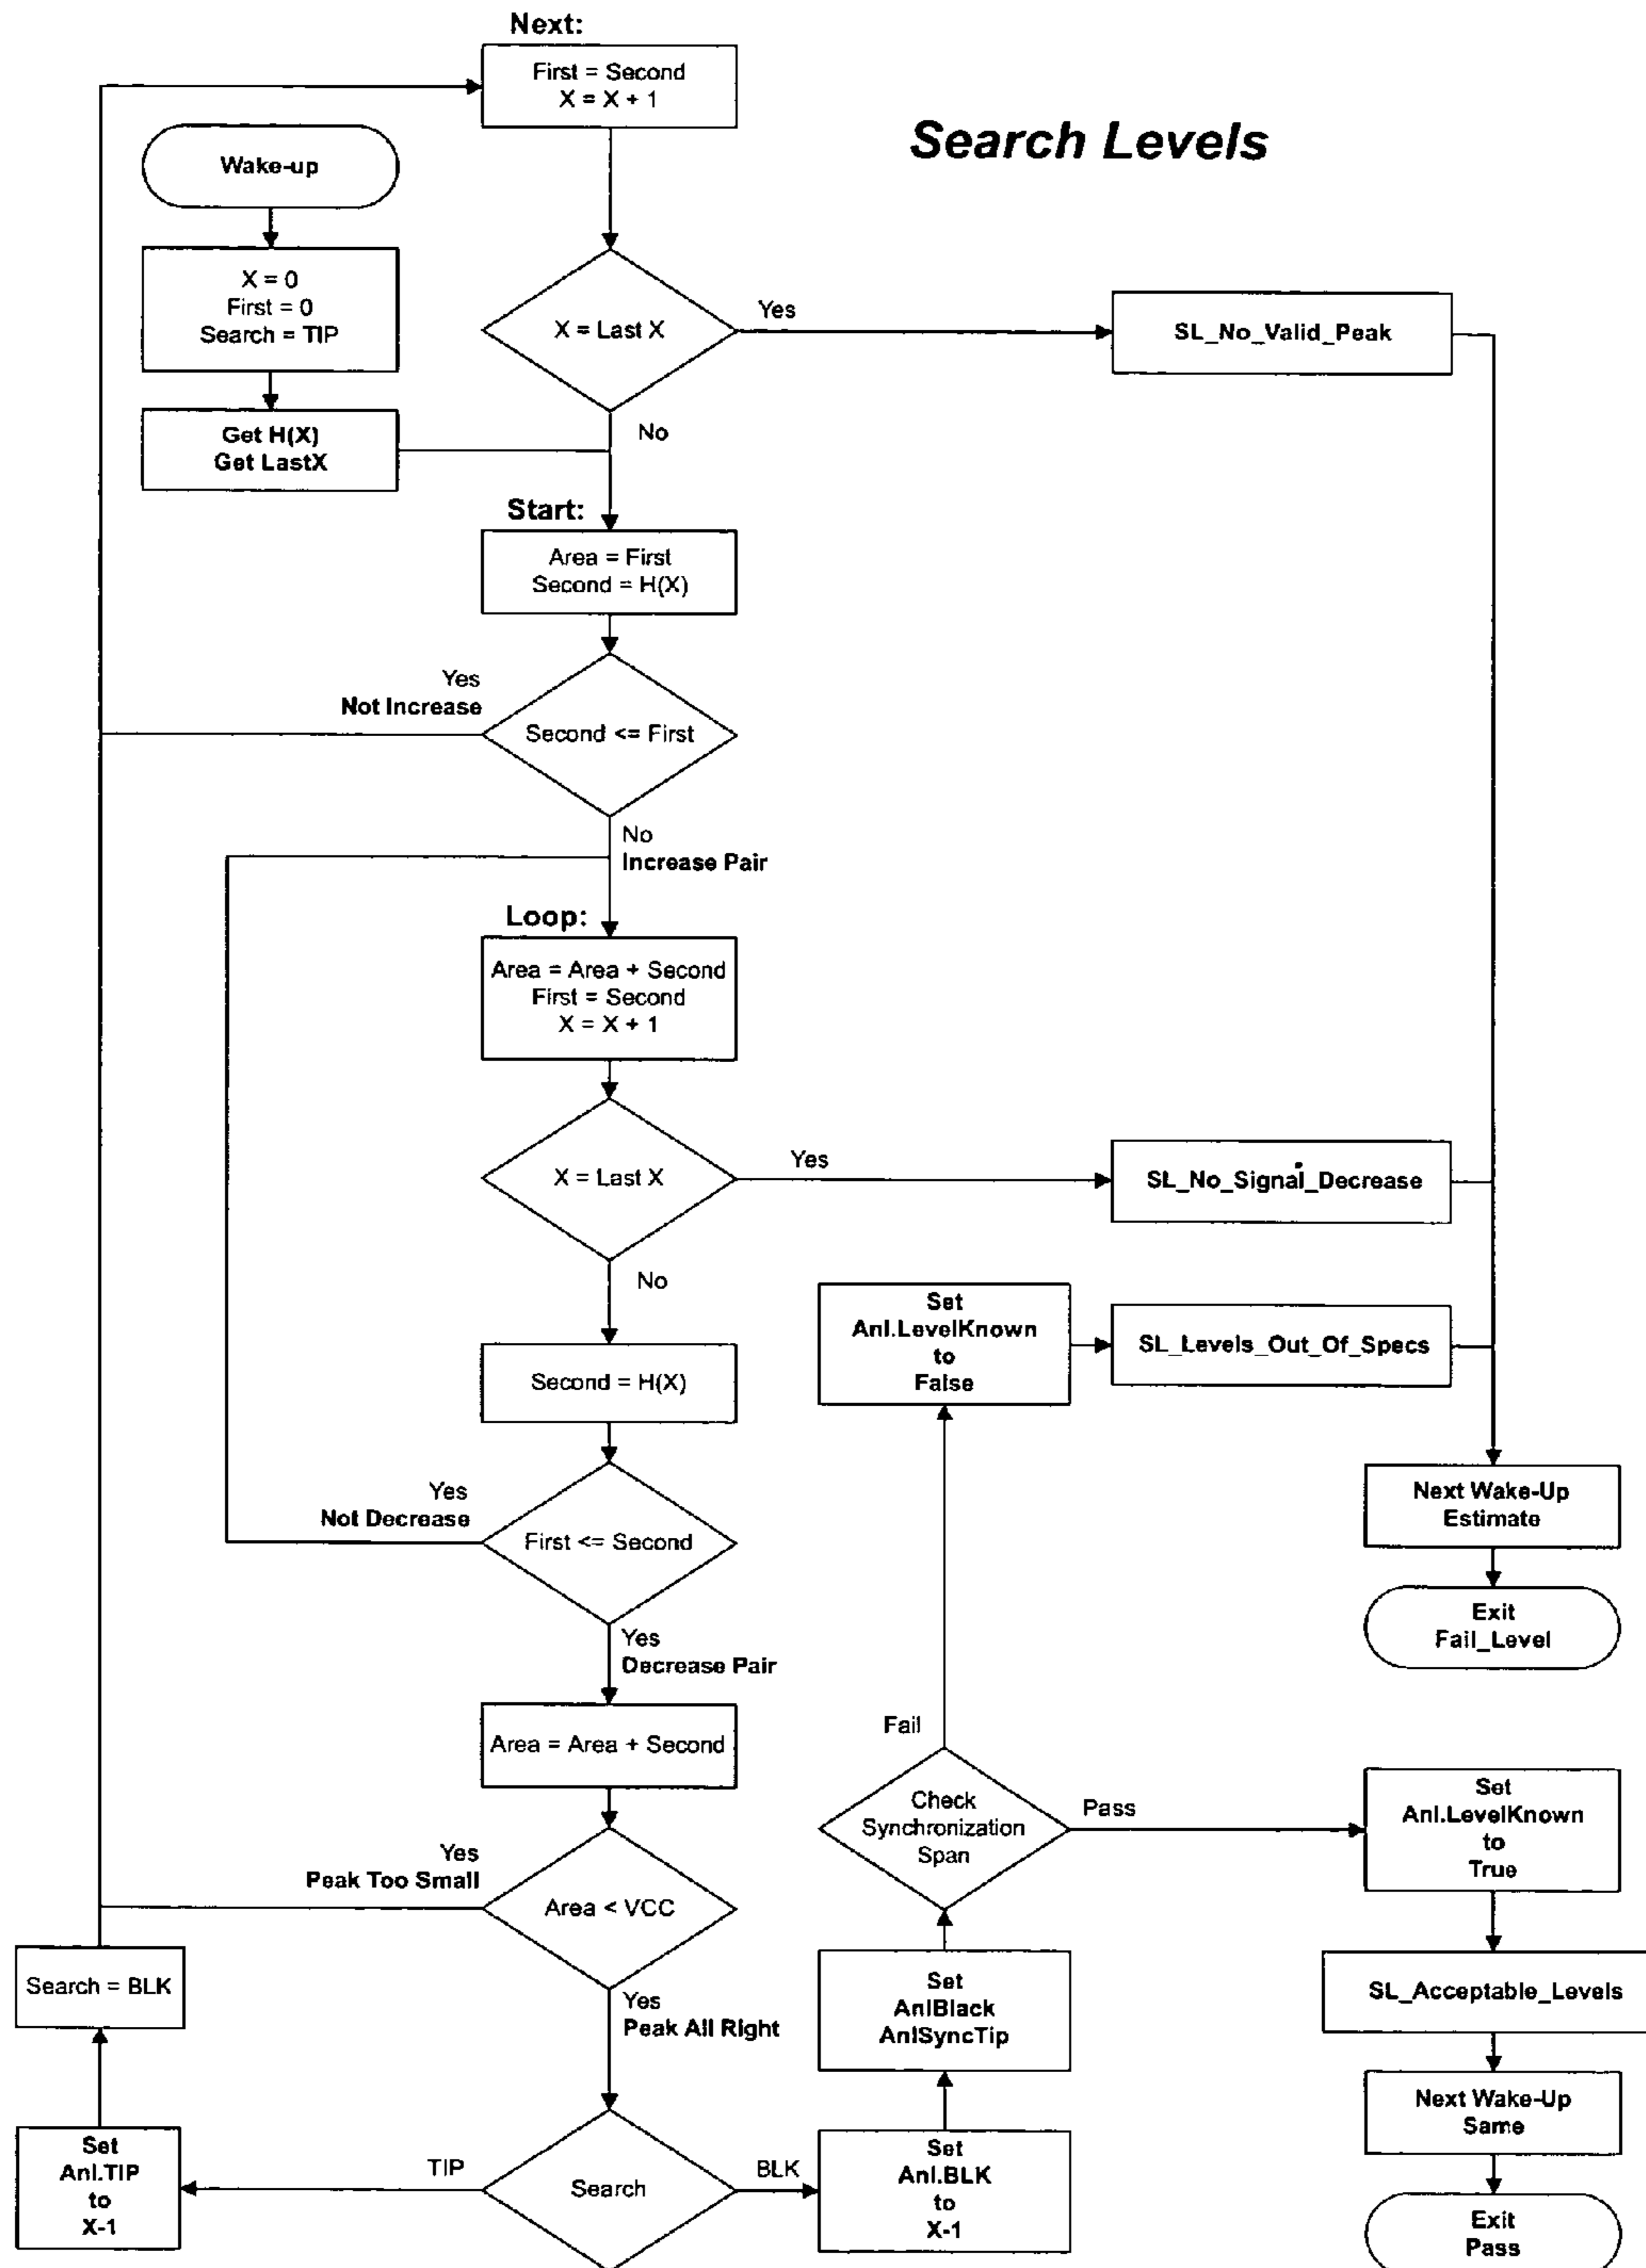 Next:
First = Second
X = X + 1
Search Levels
Wake-up
X = 0
First = 0
Search = TIP
X = Last X
Yes
SL_No_Valid_Peak
No
Get H(X)
Get LastX
Start:
Area = First
Second = H(X)
Yes
Not Increase
Second <= First
No
Increase Pair
Loop:
Area = Area + Second
First = Second
X = X + 1
X = Last X
Yes
SL_No_Signal_Decrease
No
Set
Anl.LevelKnown
to
False
SL_Levels_Out_Of_Specs
Second = H(X)
Yes
Not Decrease
First <= Second
Next Wake-Up
Estimate
Exit
Fail_Level
Yes
Decrease Pair
Area = Area + Second
Fail
Check
Synchronization
Span
Pass
Set
Anl.LevelKnown
to
True
Yes
Peak Too Small
Area < VCC
Search = BLK
Yes
Peak All Right
Set
AnlBlack
AnlSyncTip
SL_Acceptable_Levels
Next Wake-Up
Same
Set
Anl.TIP
to
X-1
TIP
Search
BLK
Set
Anl.BLK
to
X-1
Exit
Pass